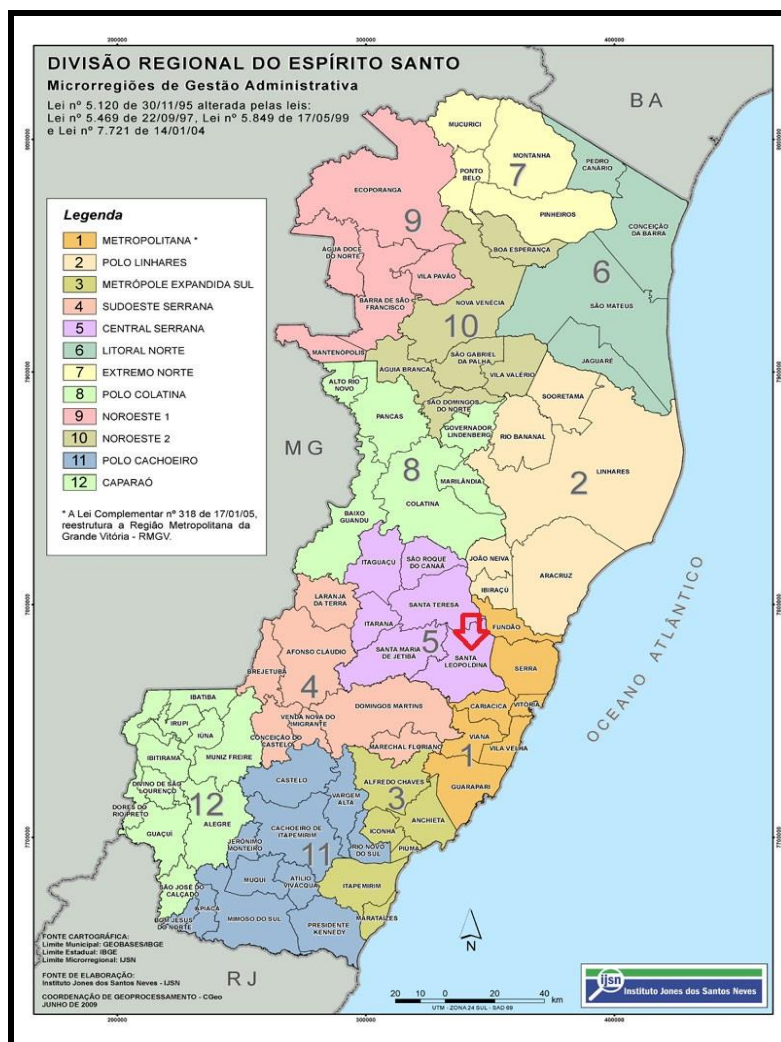 200000
300000
400000
DIVISÃO REGIONAL DO ESPÍRITO SANTO
Microrregiões de Gestão Administrativa
Lei nº 5.120 de 30/11/95 alterada pelas leis:
Lei nº 5.469 de 22/09/97, Lei nº 5.849 de 17/05/99
e Lei nº 7.721 de 14/01/04
BA
MUCURICI
MONTANHA
PEDRO
CANÁRIO
PONTO
BELO
7
ECOPORANGA
PINHEIROS
CONCEIÇÃO
DA BARRA
9
Legenda
1 METROPOLITANA *
2 POLO LINHARES
3 METRÓPOLE EXPANDIDA SUL
4 SUDOESTE SERRANA
5 CENTRAL SERRANA
6 LITORAL NORTE
7 EXTREMO NORTE
8 POLO COLATINA
9 NOROESTE 1
10 NOROESTE 2
11 POLO CACHOEIRO
12 CAPARAÓ
* A Lei Complementar nº 318 de 17/01/05,
reestrutura a Região Metropolitana da
Grande Vitória - RMGV.
ÁGUA DOCE
DO NORTE
BOA ESPERANÇA
6
VILA PAVÃO
BARRA DE SÃO
FRANCISCO
NOVA VENÉCIA
SÃO MATEUS
10
MANTENÓPOLIS
ÁGUIA BRANCA
SÃO GABRIEL
DA PALHA
VILA VALÉRIO
JAGUARÉ
ALTO RIO
NOVO
SOORETAMA
PANCAS
SÃO DOMINGOS
DO NORTE
GOVERNADOR
LINDENBERG
RIO BANANAL
MG
8
LINHARES
2
MARILÂNDIA
COLATINA
BAIXO
GUANDU
ITAGUAÇÚ
SÃO ROQUE
DO CANAÃ
JOÃO NEIVA
ARACRUZ
IBIRAÇÚ
LARANJA
DA TERRA
SANTA TERESA
ITARANA
FUNDÃO
5
SANTA MARIA
DE JETIBÁ
SANTA
LEOPOLDINA
SERRA
AFONSO CLÁUDIO
BREJETUBA
4
OCEANO ATLÂNTICO
IBATIBA
DOMINGOS MARTINS
CARIACICA
VITÓRIA
VENDA NOVA DO
IMIGRANTE
CONCEIÇÃO DO
CASTELO
IRUPI
IÚNA
VIANA
VILA VELHA
MARECHAL FLORIANO
1
IBITIRAMA
MUNIZ FREIRE
CASTELO
ALFREDO CHAVES
GUARAPARI
DIVINO DE SÃO
LOURENÇO
12
VARGEM
ALTA
3
DORES DO
RIO PRETO
ALEGRE
GUAÇUÍ
CACHOEIRO DE
ITAPEMIRIM
ICONHA
ANCHIETA
JERÔNIMO
MONTEIRO
11
RIO NOVO
DO SUL
PIÚMA
SÃO JOSÉ DO
CALÇADO
MUQUI
ATILIO
VIVÁCQUA
ITAPEMIRIM
APIACÁ
BOM JESUS
DO NORTE
MIMOSO DO SUL
PRESIDENTE
KENNEDY
MARATAÍZES
FONTE CARTOGRÁFICA:
Limite Municipal: GEOBASES/IBGE
Limite Estadual: IBGE
Limite Microrregional: IJSN
FONTE DE ELABORAÇÃO:
Instituto Jones dos Santos Neves - IJSN
COORDENAÇÃO DE GEOPROCESSAMENTO - CGeo
JUNHO DE 2009
RJ
N
20 10 0 20 40
km
UTM - ZONA 24 SUL - SAD 69
ijsn
Instituto Jones dos Santos Neves
200000
300000
400000